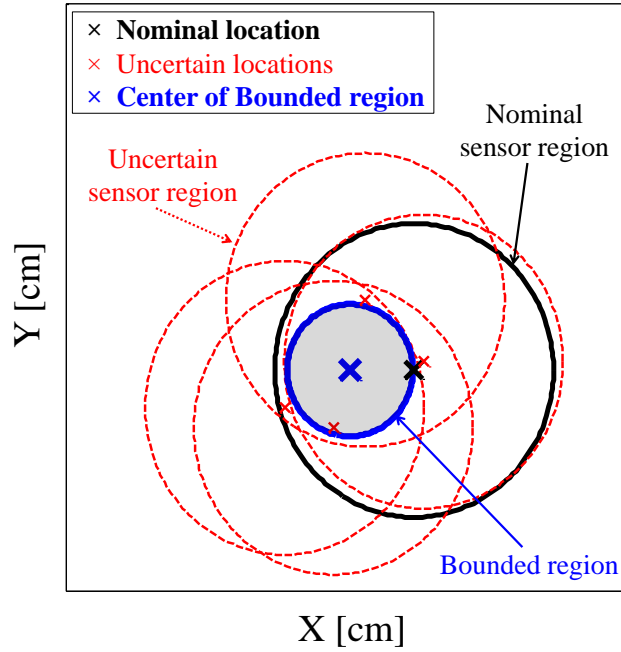 Nominal location
Uncertain locations
Center of Bounded region
Nominal
sensor region
Uncertain
sensor region
Bounded region
Y [cm]
X [cm]